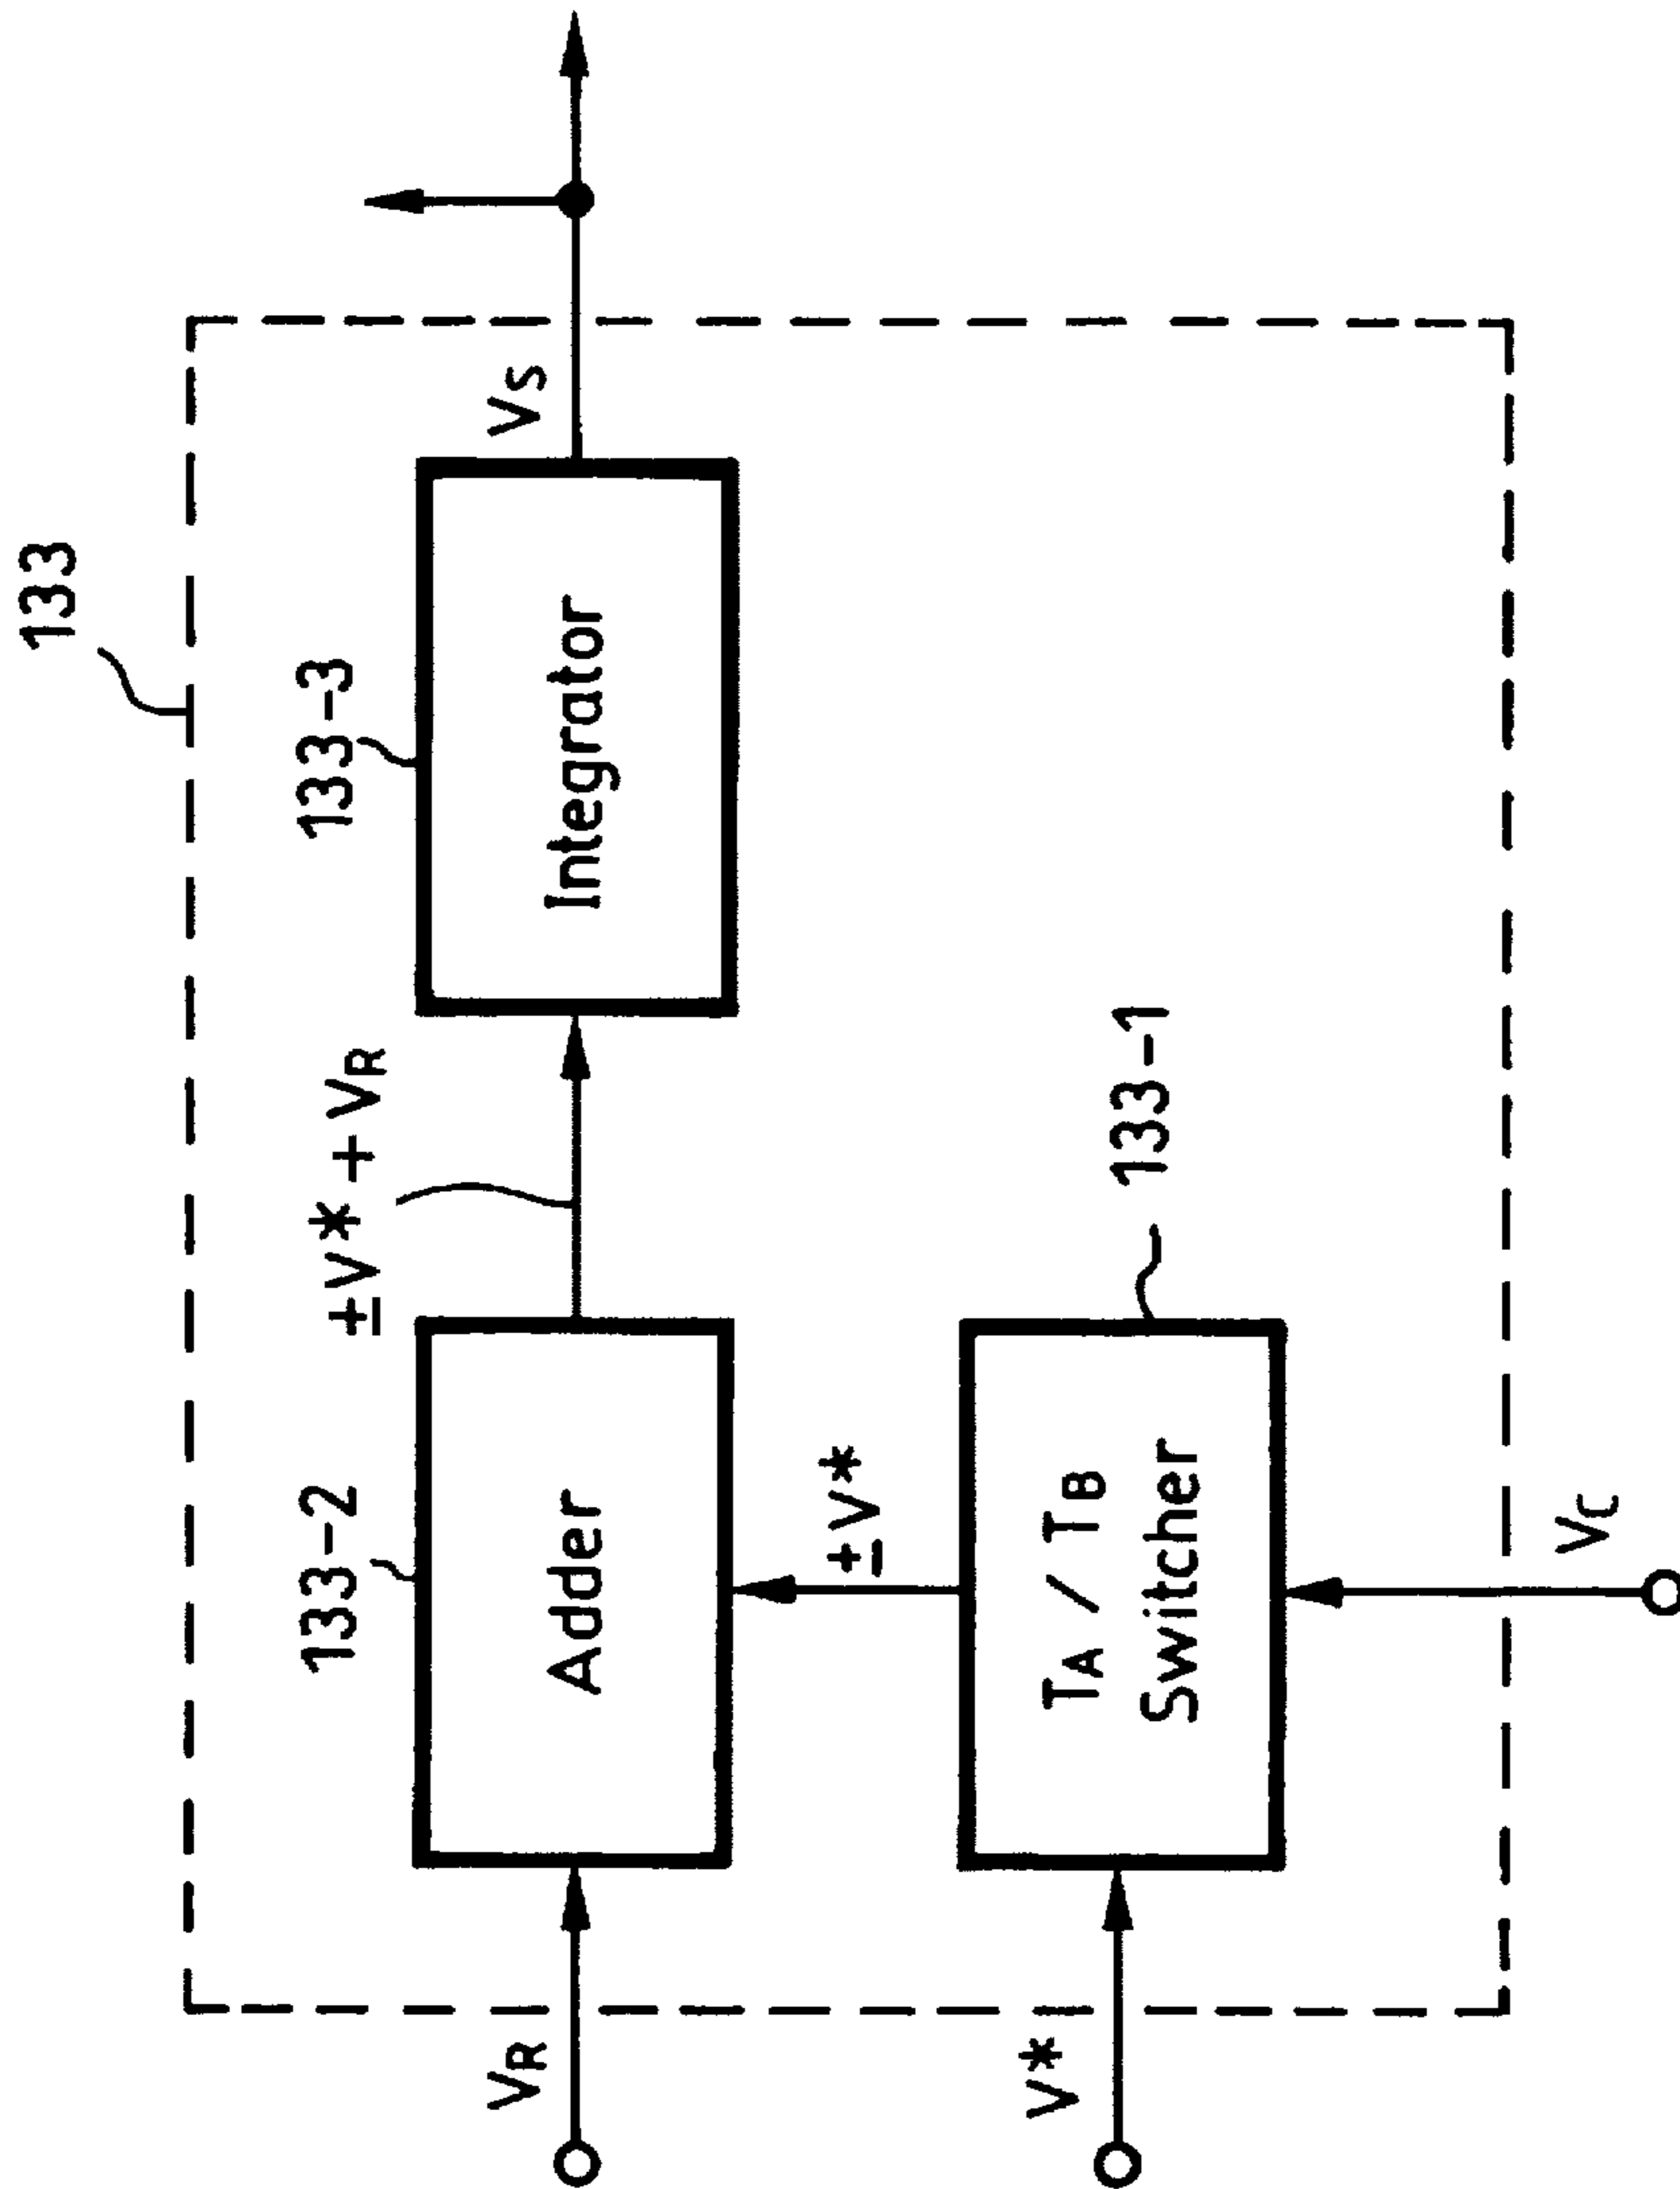 133
133-2
133-3
±V* + VR
VR
Adder
Integrator
VS
±V*
133-1
V*
TA / TB
Switcher
VC